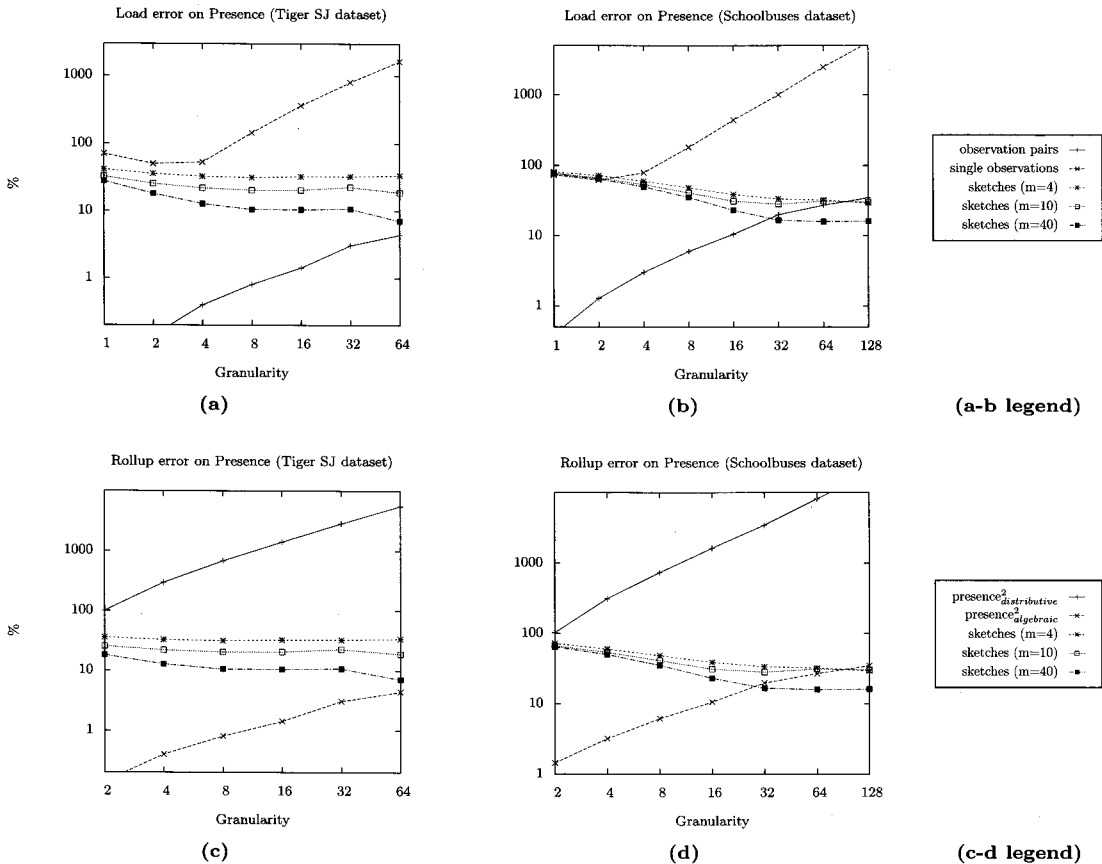 Load error on Presence (Tiger SJ dataset)
1000
100
10
1
%
1 2 4 8 16 32 64
Granularity
(a)
Load error on Presence (Schoolbuses dataset)
1000
100
10
1
1 2 4 8 16 32 64 128
Granularity
(b)
observation pairs
single observations
sketches (m=4)
sketches (m=10)
sketches (m=40)
(a-b legend)
Rollup error on Presence (Tiger SJ dataset)
1000
100
10
1
%
2 4 8 16 32 64
Granularity
(c)
Rollup error on Presence (Schoolbuses dataset)
1000
100
10
1
2 4 8 16 32 64 128
Granularity
(d)
presence²distributive
presence²algebraic
sketches (m=4)
sketches (m=10)
sketches (m=40)
(c-d legend)